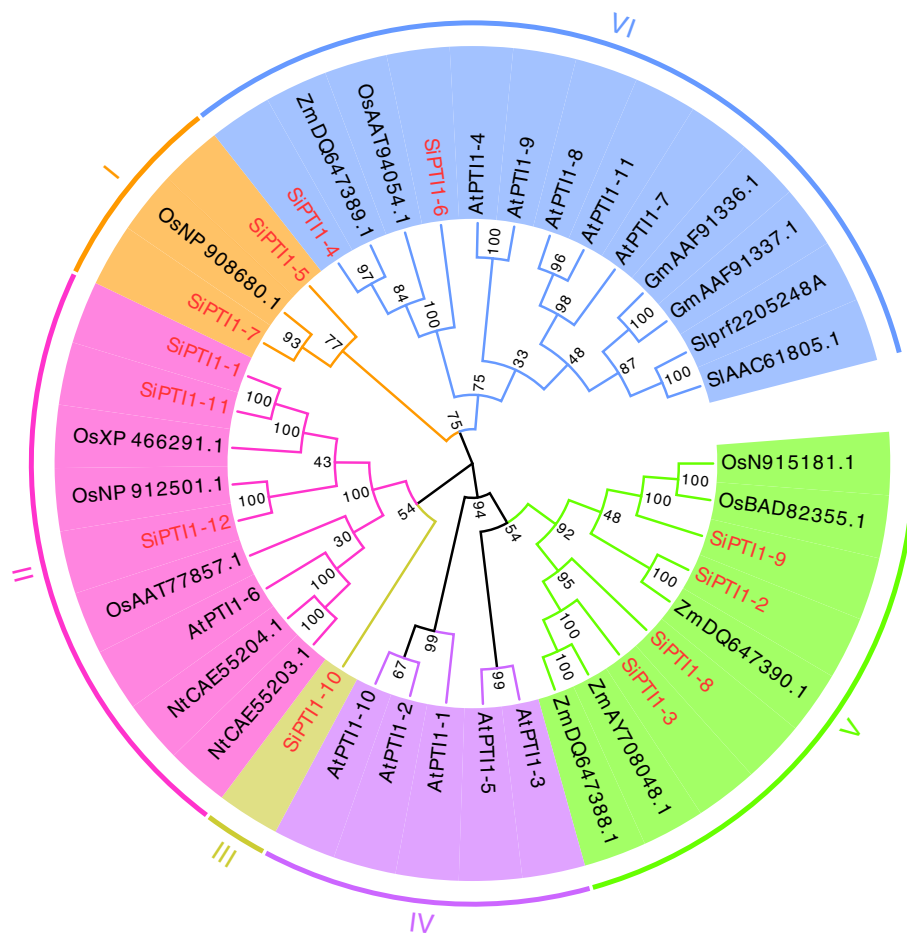 VI
ZmDQ647389.1
OsAAT94054.1
SiPTI1-6
AtPTI1-4
AtPTI1-9
AtPTI1-8
AtPTI1-11
AtPTI1-7
GmAAF91336.1
GmAAF91337.1
Slprf2205248A
SlAAC61805.1
SiPTI1-4
I
SiPTI1-5
OsNP 908680.1
SiPTI1-7
97
84
100
100
96
98
33
48
100
87
100
75
75
93
77
SiPTI1-1
SiPTI1-11
OsXP 466291.1
OsNP 912501.1
SiPTI1-12
OsAAT77857.1
AtPTI1-6
NtCAE55204.1
NtCAE55203.1
II
100
100
43
100
100
30
100
100
54
SiPTI1-10
III
AtPTI1-10
AtPTI1-2
AtPTI1-1
AtPTI1-5
AtPTI1-3
IV
67
99
99
94
54
OsN915181.1
OsBAD82355.1
SiPTI1-9
SiPTI1-2
ZmDQ647390.1
SiPTI1-8
SiPTI1-3
ZmAY708048.1
ZmDQ647388.1
V
100
100
48
100
92
95
100
100